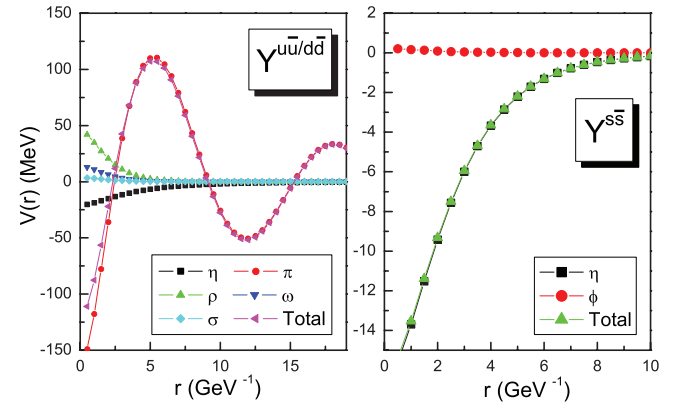 150
100
50
0
-50
-100
-150
V(r) (MeV)
Y^{uū/dd̄}
η π
ρ ω
σ Total
0 5 10 15
r (GeV⁻¹)
2
0
-2
-4
-6
-8
-10
-12
-14
Y^{ss̄}
η
ϕ
Total
0 2 4 6 8 10
r (GeV⁻¹)